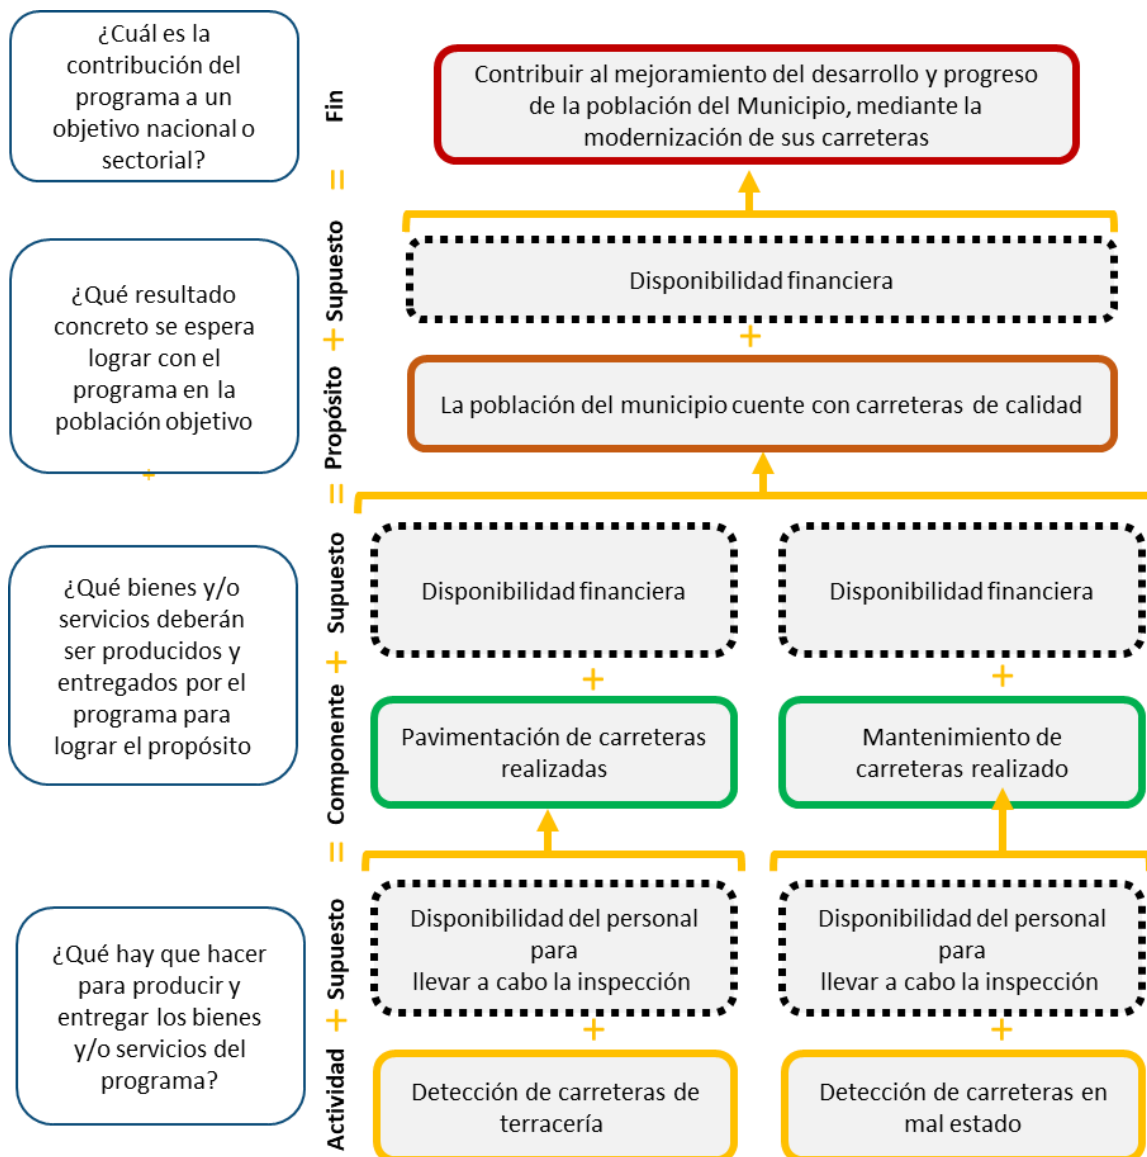 ¿Cuál es la
contribución del
programa a un
objetivo nacional o
sectorial?
Fin
Contribuir al mejoramiento del desarrollo y progreso
de la población del Municipio, mediante la
modernización de sus carreteras
=
¿Qué resultado
concreto se espera
lograr con el
programa en la
población objetivo
+
Supuesto
Disponibilidad financiera
+
+
Propósito
La población del municipio cuente con carreteras de calidad
=
¿Qué bienes y/o
servicios deberán
ser producidos y
entregados por el
programa para
lograr el propósito
Supuesto
Disponibilidad financiera
Disponibilidad financiera
+
+
+
Componente
Pavimentación de carreteras
realizadas
Mantenimiento de
carreteras realizado
=
¿Qué hay que hacer
para producir y
entregar los bienes
y/o servicios del
programa?
Supuesto
Disponibilidad del personal
para
llevar a cabo la inspección
Disponibilidad del personal
para
llevar a cabo la inspección
+
+
+
Actividad
Detección de carreteras de
terracería
Detección de carreteras en
mal estado